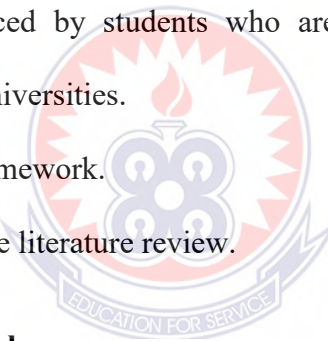 ced by students who are
niversities.
mework.
e literature review.
EDUCATION FOR SERVICE